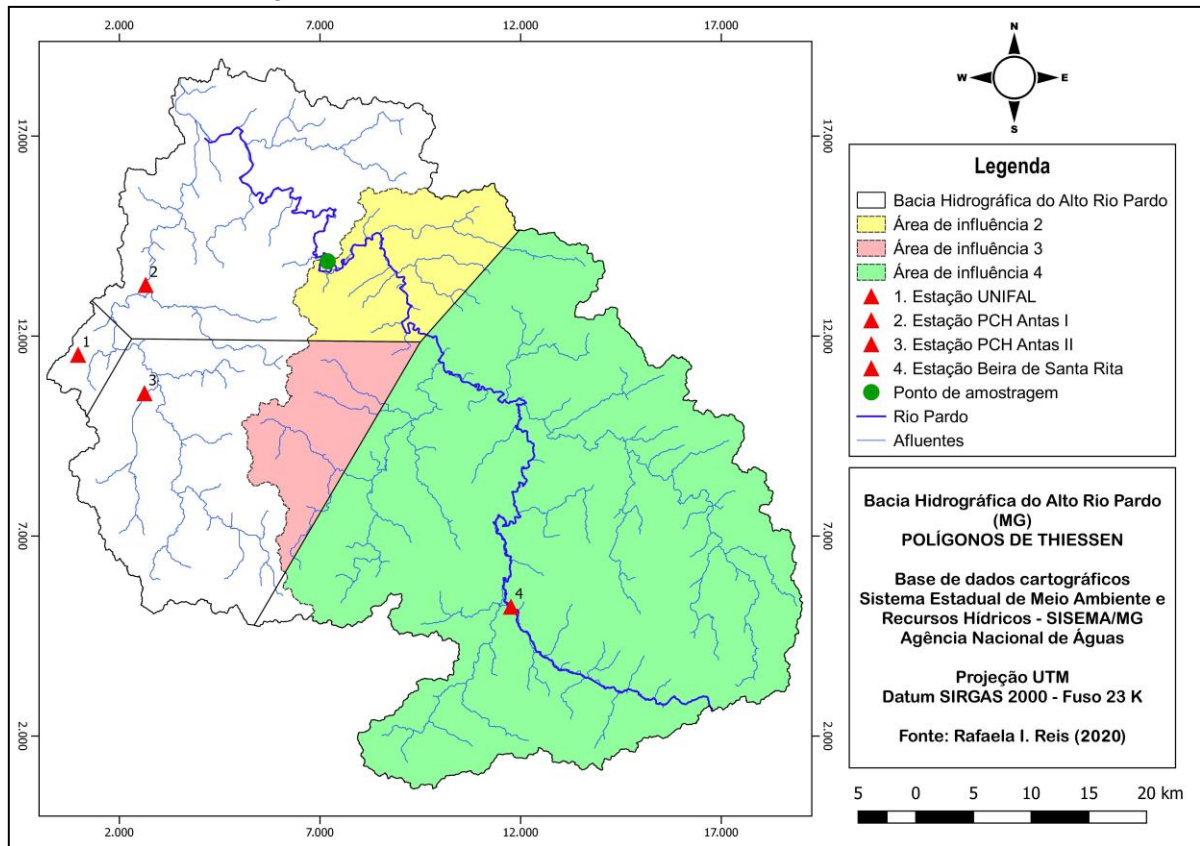 2.000 7.000 12.000 17.000
17.000
12.000
7.000
2.000
17.000
12.000
7.000
2.000
2.000 7.000 12.000 17.000
1
2
3
4
N
W E
S
Legenda
Bacia Hidrográfica do Alto Rio Pardo
Área de influência 2
Área de influência 3
Área de influência 4
1. Estação UNIFAL
2. Estação PCH Antas I
3. Estação PCH Antas II
4. Estação Beira de Santa Rita
Ponto de amostragem
Rio Pardo
Afluentes
Bacia Hidrográfica do Alto Rio Pardo
(MG)
POLÍGONOS DE THIESSEN
Base de dados cartográficos
Sistema Estadual de Meio Ambiente e
Recursos Hídricos - SISEMA/MG
Agência Nacional de Águas
Projeção UTM
Datum SIRGAS 2000 - Fuso 23 K
Fonte: Rafaela I. Reis (2020)
5 0 5 10 15 20 km